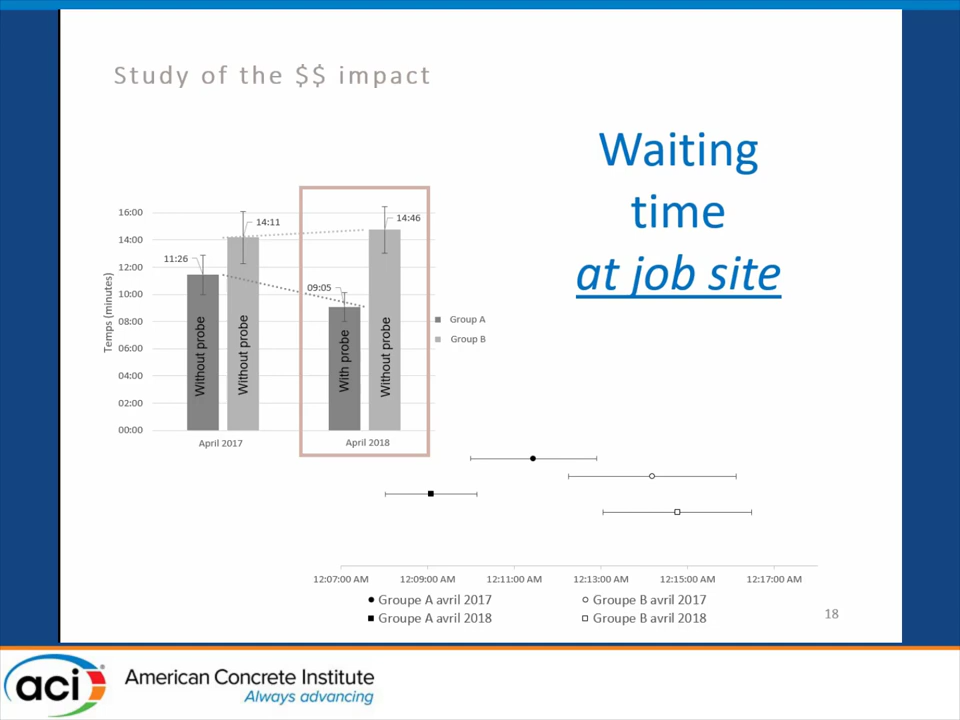 Study of the $$ impact
Waiting
time
at job site
16:00
14:00
12:00
10:00
08:00
06:00
04:00
02:00
00:00
Temps (minutes)
11:26
14:11
09:05
14:46
Without probe
Without probe
With probe
Without probe
April 2017
April 2018
Group A
Group B
12:07:00 AM 12:09:00 AM 12:11:00 AM 12:13:00 AM 12:15:00 AM 12:17:00 AM
Groupe A avril 2017 Groupe B avril 2017
Groupe A avril 2018 Groupe B avril 2018
18
aci
American Concrete Institute
Always advancing